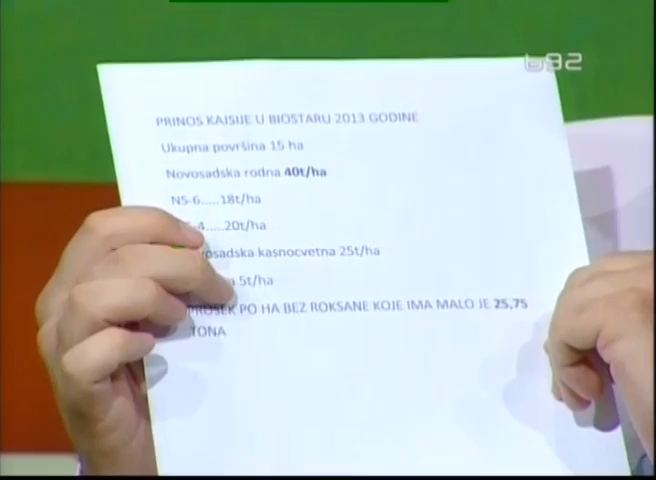 B92
PRINOS KAJSIJE U BIOSTARU 2013 GODINE
Ukupna površina 15 ha
Novosadska rodna 40t/ha
NS-6.....18t/ha
-4.....20t/ha
kasnocvetna 25t/ha
5t/ha
PROSEK PO HA BEZ ROKSANE KOJE IMA MALO JE 25,75
TONA